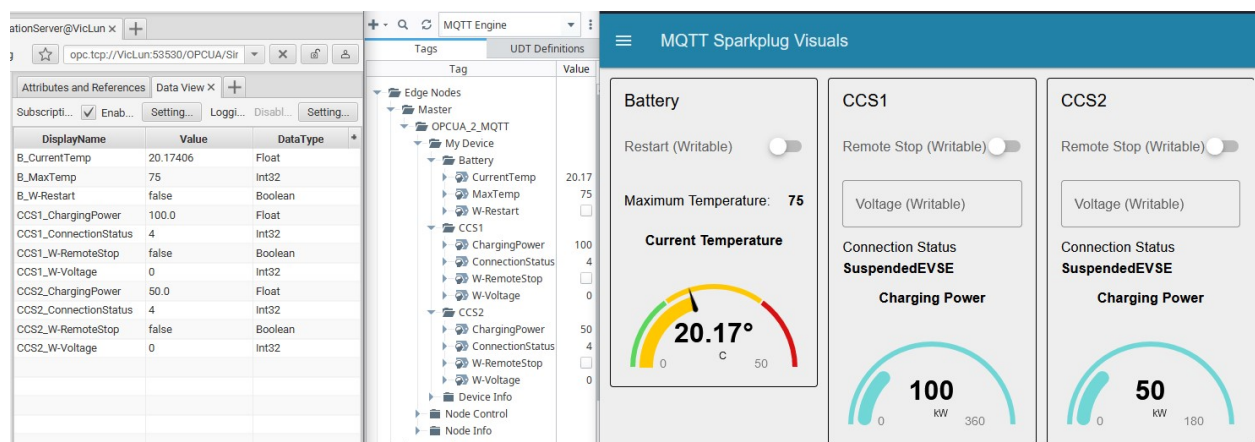 ationServer@VicLun × +
opc.tcp://VicLun:53530/OPCUA/Sir
Attributes and References Data View × +
Subscripti... Enab... Setting... Loggi... Disabl... Setting...
DisplayName Value DataType
B_CurrentTemp 20.17406 Float
B_MaxTemp 75 Int32
B_W-Restart false Boolean
CCS1_ChargingPower 100.0 Float
CCS1_ConnectionStatus 4 Int32
CCS1_W-RemoteStop false Boolean
CCS1_W-Voltage 0 Int32
CCS2_ChargingPower 50.0 Float
CCS2_ConnectionStatus 4 Int32
CCS2_W-RemoteStop false Boolean
CCS2_W-Voltage 0 Int32
MQTT Engine
Tags UDT Definitions
Tag Value
Edge Nodes
Master
OPCUA_2_MQTT
My Device
Battery
CurrentTemp 20.17
MaxTemp 75
W-Restart
CCS1
ChargingPower 100
ConnectionStatus 4
W-RemoteStop
W-Voltage 0
CCS2
ChargingPower 50
ConnectionStatus 4
W-RemoteStop
W-Voltage 0
Device Info
Node Control
Node Info
MQTT Sparkplug Visuals
Battery
Restart (Writable)
Maximum Temperature: 75
Current Temperature
20.17°
C
0 50
CCS1
Remote Stop (Writable)
Voltage (Writable)
Connection Status
SuspendedEVSE
Charging Power
100
kW
0 360
CCS2
Remote Stop (Writable)
Voltage (Writable)
Connection Status
SuspendedEVSE
Charging Power
50
kW
0 180